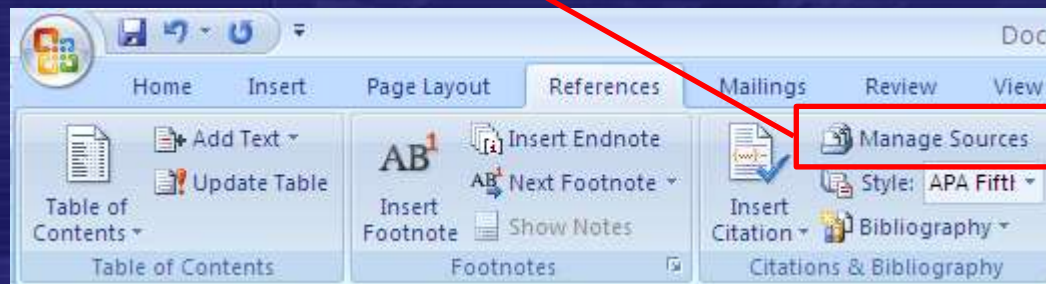 Doc
Home Insert Page Layout References Mailings Review View
Add Text Insert Endnote Manage Sources
AB¹ AB¹
Update Table Next Footnote Style: APA Fifth
Table of Contents Insert Footnote Show Notes Insert Citation Bibliography
Table of Contents Footnotes Citations & Bibliography